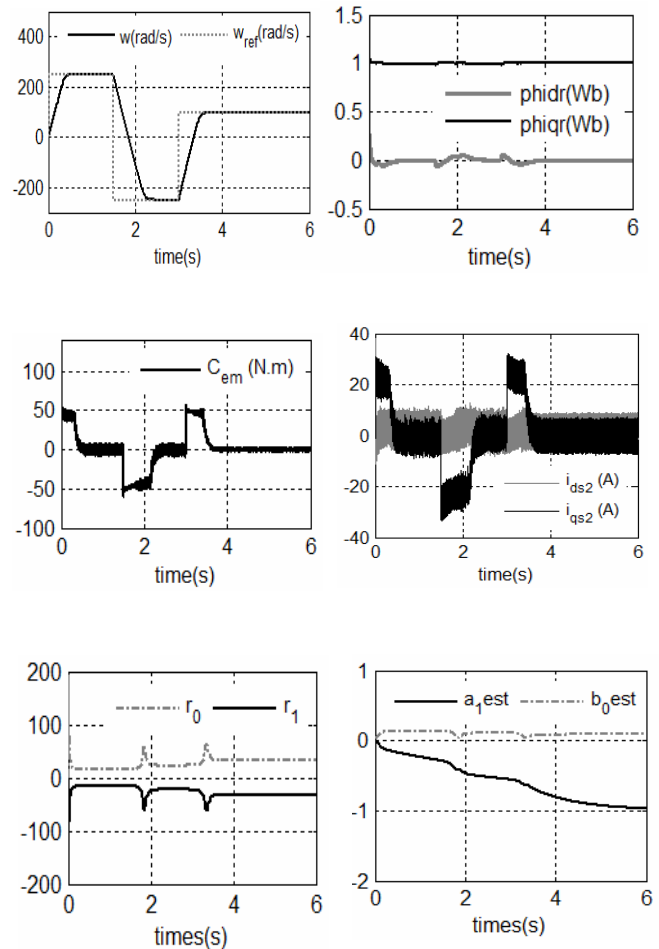 w(rad/s) w_ref(rad/s)
400
200
0
-200
0 2 4 6
time(s)
1.5
1
0.5
0
-0.5
phidr(Wb)
phiqr(Wb)
0 2 4 6
time(s)
C_em (N.m)
100
50
0
-50
-100
0 2 4 6
time(s)
40
20
0
-20
-40
i_ds2 (A)
i_qs2 (A)
0 2 4 6
time(s)
200
r_0 r_1
100
0
-100
-200
0 2 4 6
times(s)
1
a_1est b_0est
0
-1
-2
0 2 4 6
times(s)